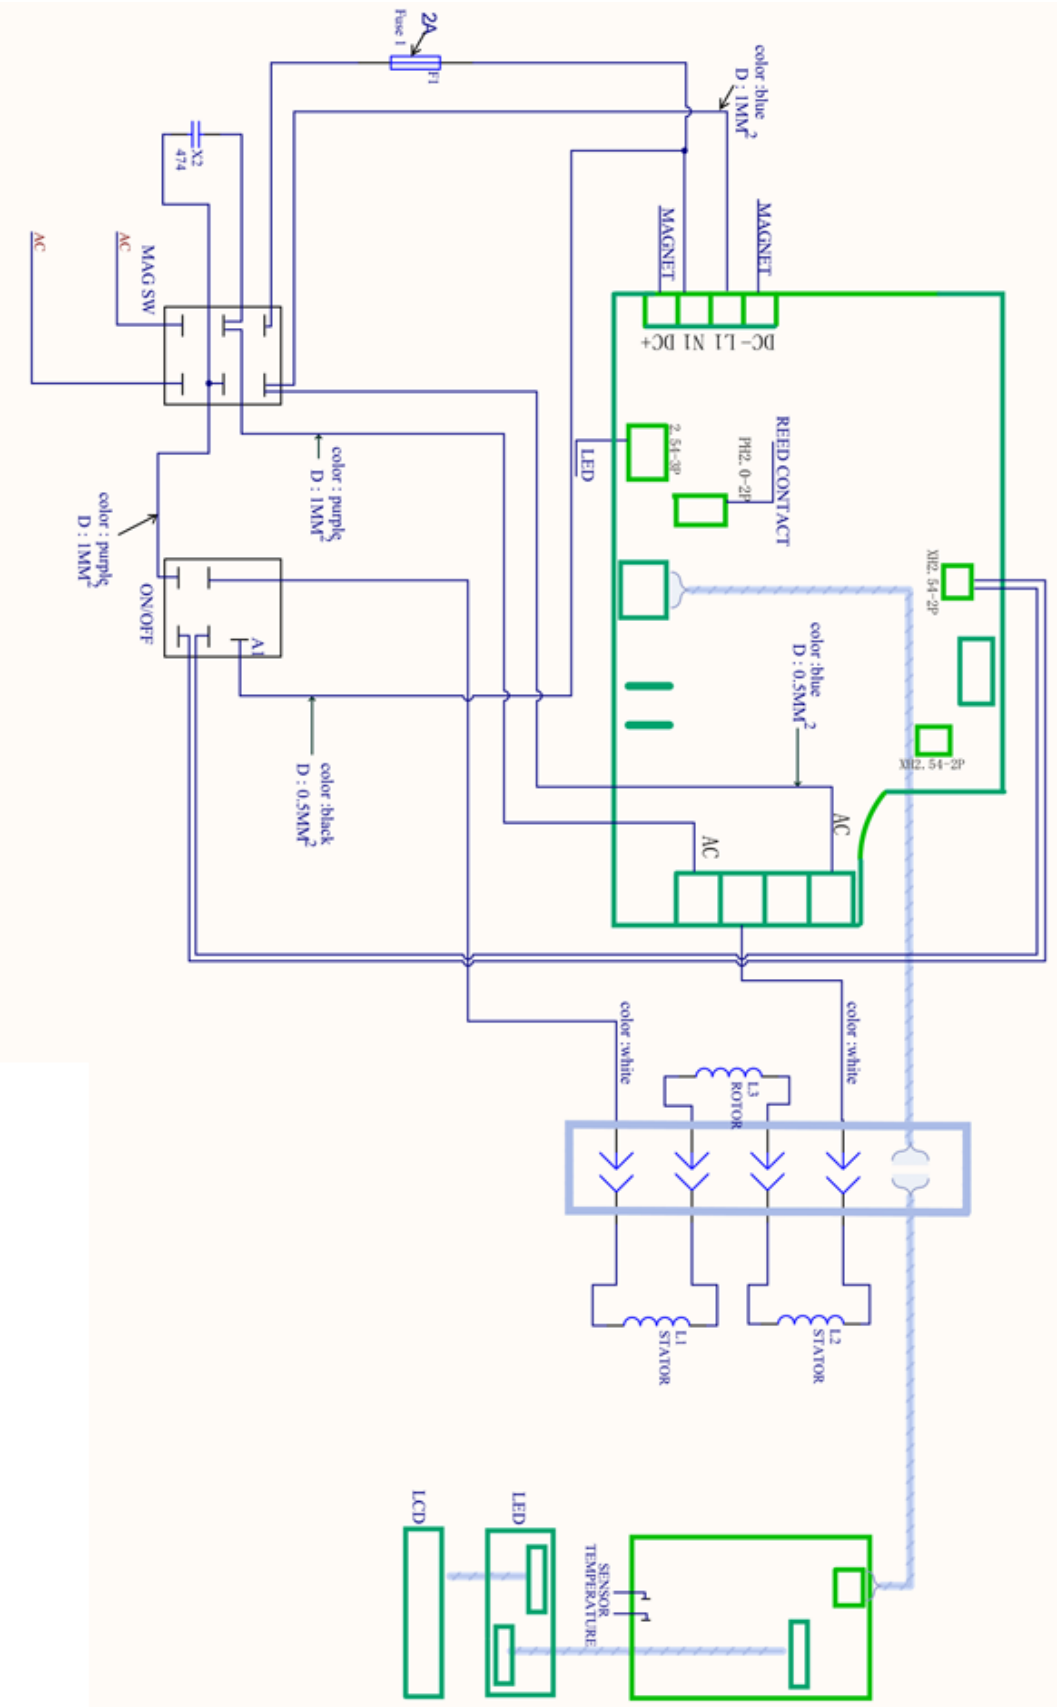 2A
Fuse 1
F1
color :blue
D : 1MM²
X2
474
AC
AC
MAG SW
MAGNET
MAGNET
DC+ N1 L1 DC-
2.54-3P
LED
PH2.0-2P
REED CONTACT
color : purple
D : 1MM²
color : purple
D : 1MM²
XH2.54-2P
ON/OFF
A1
color :blue
D : 0.5MM²
XH2.54-2P
color :black
D : 0.5MM²
AC
AC
color :white
color :white
L3
ROTOR
L1
STATOR
L2
STATOR
LCD
LED
SENSOR
TEMPERATURE